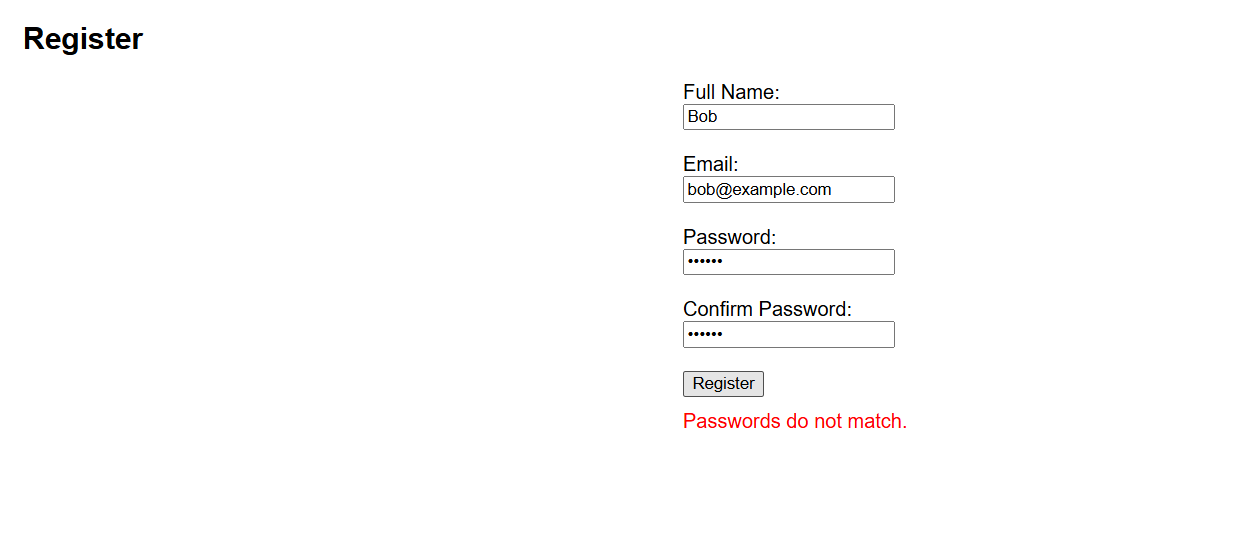 Register
Full Name:
Bob
Email:
bob@example.com
Password:
••••••
Confirm Password:
••••••
Register
Passwords do not match.